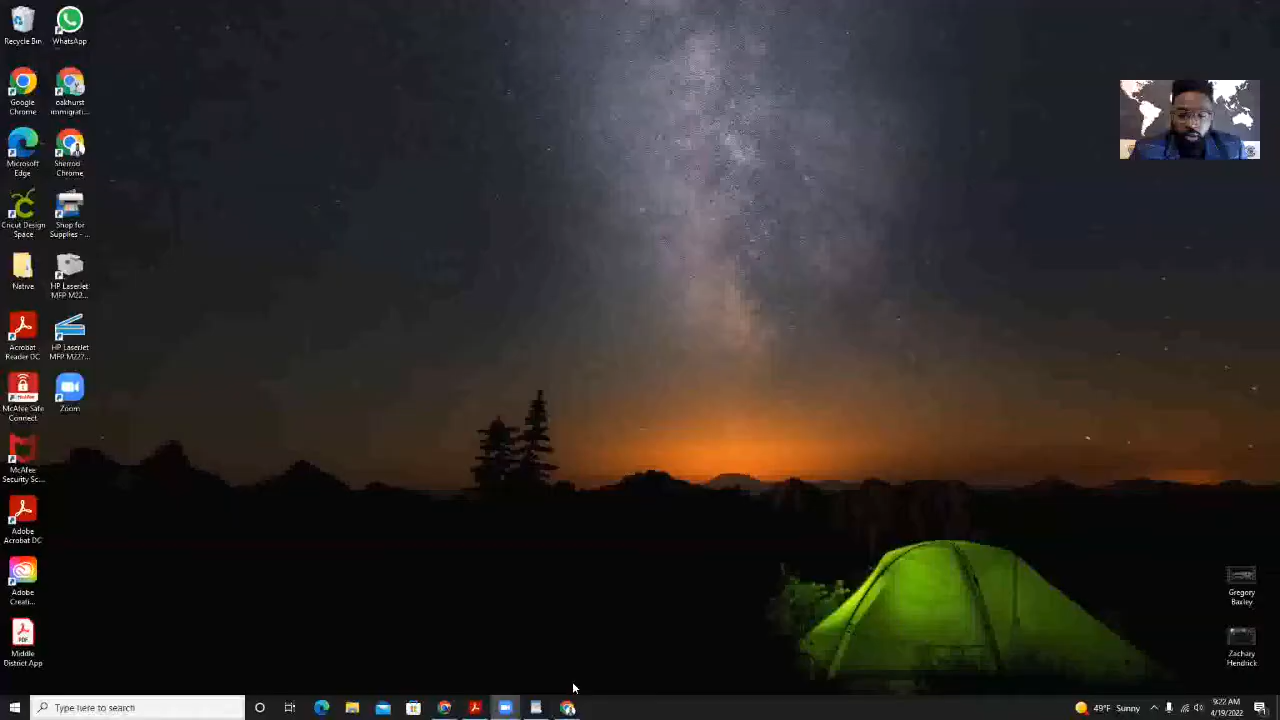 Recycle Bin
WhatsApp
Google
Chrome
oakhurst
immigrati...
Microsoft
Edge
Sherrod -
Chrome
Cricut Design
Space
Shop for
Supplies - ...
Native
HP LaserJet
MFP M22...
Acrobat
Reader DC
HP LaserJet
MFP M227...
McAfee Safe
Connect
Zoom
McAfee
Security Sc...
Adobe
Acrobat DC
Adobe
Creati...
Middle
District App
Gregory
Baxley
Zachary
Hendrick
Type here to search
49°F Sunny
9:22 AM
4/19/2022